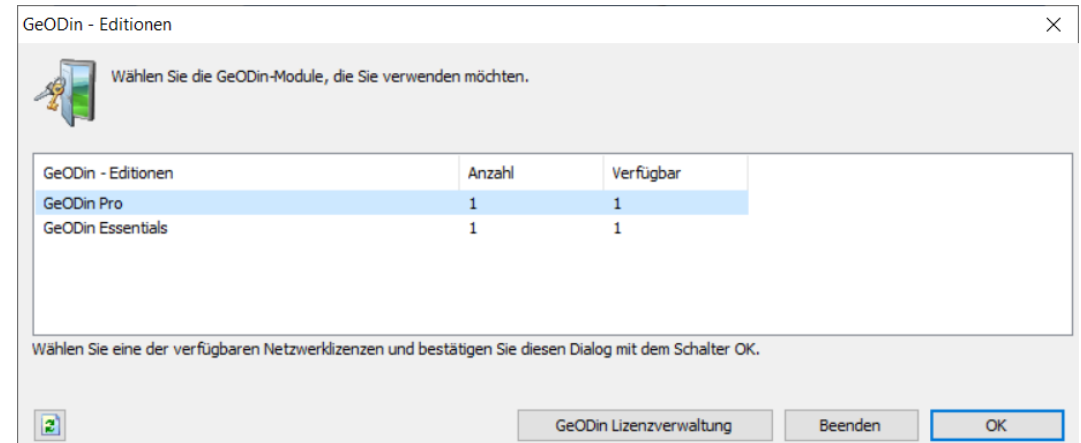 GeODin - Editionen
Wählen Sie die GeODin-Module, die Sie verwenden möchten.
GeODin - Editionen Anzahl Verfügbar
GeODin Pro 1 1
GeODin Essentials 1 1
Wählen Sie eine der verfügbaren Netzwerklizenzen und bestätigen Sie diesen Dialog mit dem Schalter OK.
GeODin Lizenzverwaltung Beenden OK